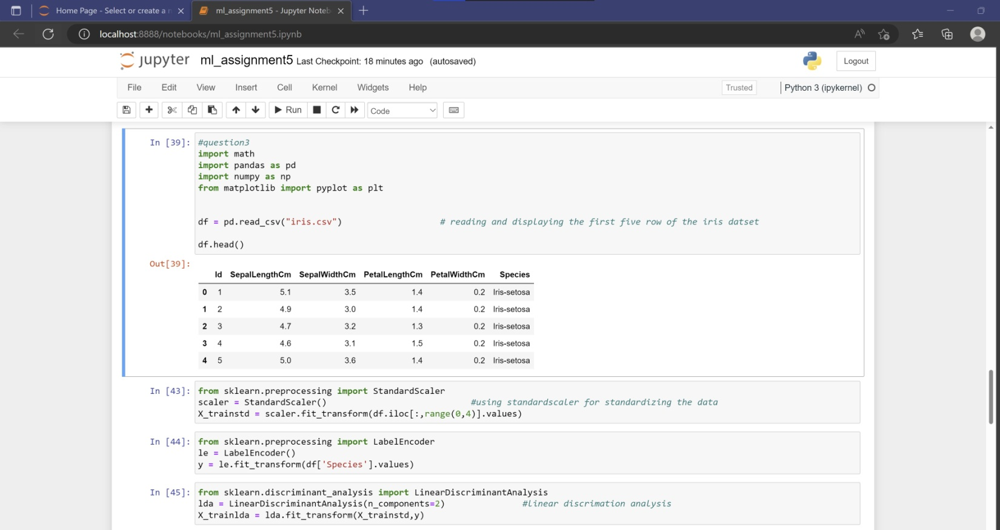 Home Page - Select or create a n
ml_assignment5 - Jupyter Noteb
localhost:8888/notebooks/ml_assignment5.ipynb
jupyter ml_assignment5 Last Checkpoint: 18 minutes ago (autosaved)
Logout
File Edit View Insert Cell Kernel Widgets Help
Trusted
Python 3 (ipykernel)
Run
Code
In [39]: #question3
import math
import pandas as pd
import numpy as np
from matplotlib import pyplot as plt
df = pd.read_csv("iris.csv") # reading and displaying the first five row of the iris datset
df.head()
Out[39]:
Id SepalLengthCm SepalWidthCm PetalLengthCm PetalWidthCm Species
0 1 5.1 3.5 1.4 0.2 Iris-setosa
1 2 4.9 3.0 1.4 0.2 Iris-setosa
2 3 4.7 3.2 1.3 0.2 Iris-setosa
3 4 4.6 3.1 1.5 0.2 Iris-setosa
4 5 5.0 3.6 1.4 0.2 Iris-setosa
In [43]: from sklearn.preprocessing import StandardScaler
scaler = StandardScaler() #using standardscaler for standardizing the data
X_trainstd = scaler.fit_transform(df.iloc[:,range(0,4)].values)
In [44]: from sklearn.preprocessing import LabelEncoder
le = LabelEncoder()
y = le.fit_transform(df['Species'].values)
In [45]: from sklearn.discriminant_analysis import LinearDiscriminantAnalysis
lda = LinearDiscriminantAnalysis(n_components=2) #linear discrimation analysis
X_trainlda = lda.fit_transform(X_trainstd,y)